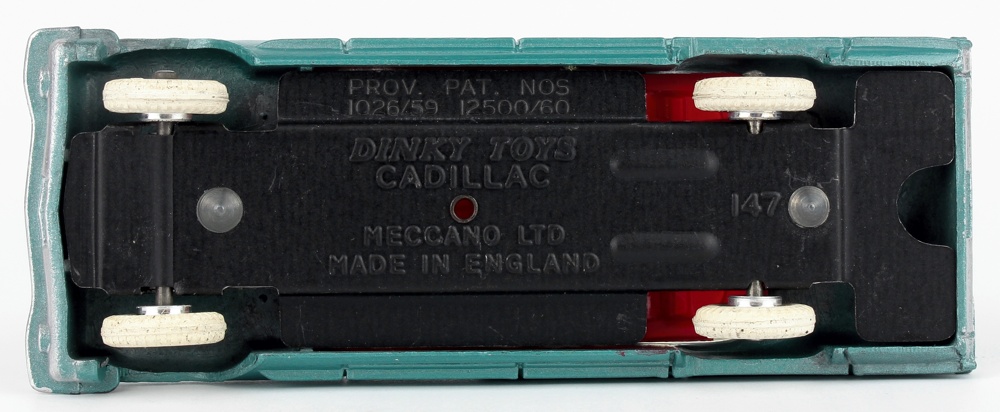 PROV. PAT. NOS
1026/59 12500/60
DINKY TOYS
CADILLAC
147
MECCANO LTD
MADE IN ENGLAND